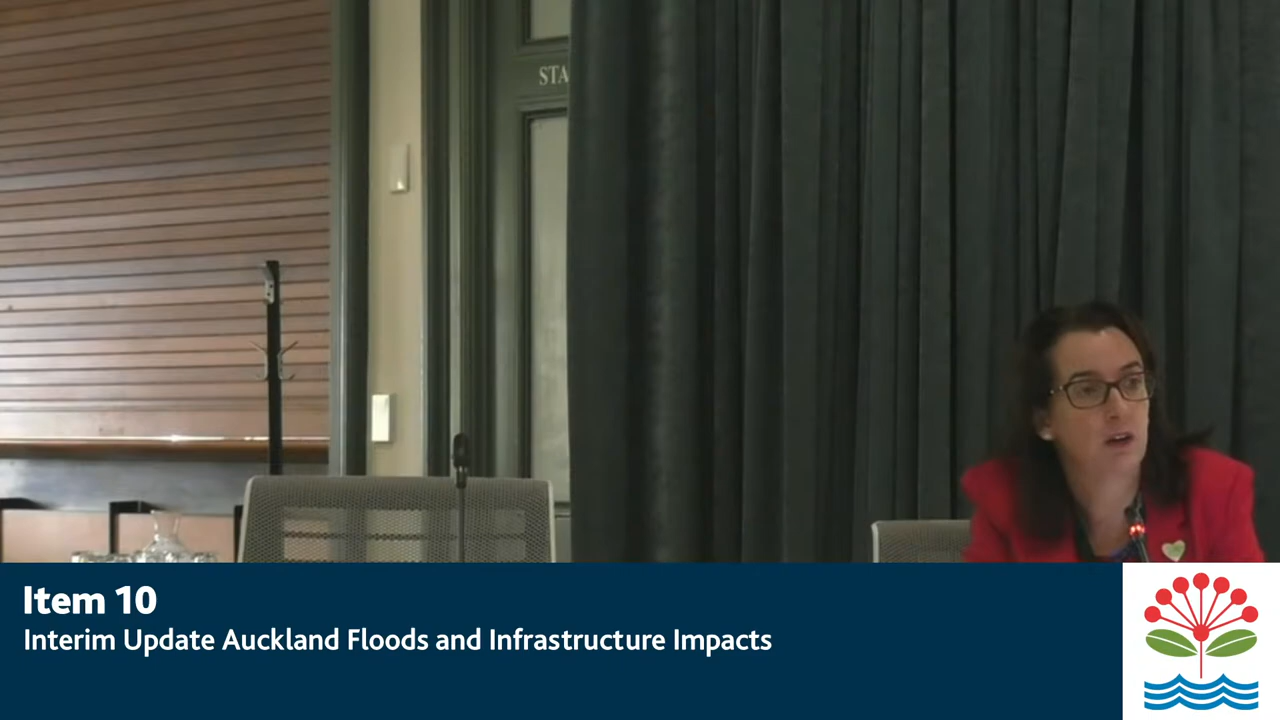 STA
Item 10
Interim Update Auckland Floods and Infrastructure Impacts